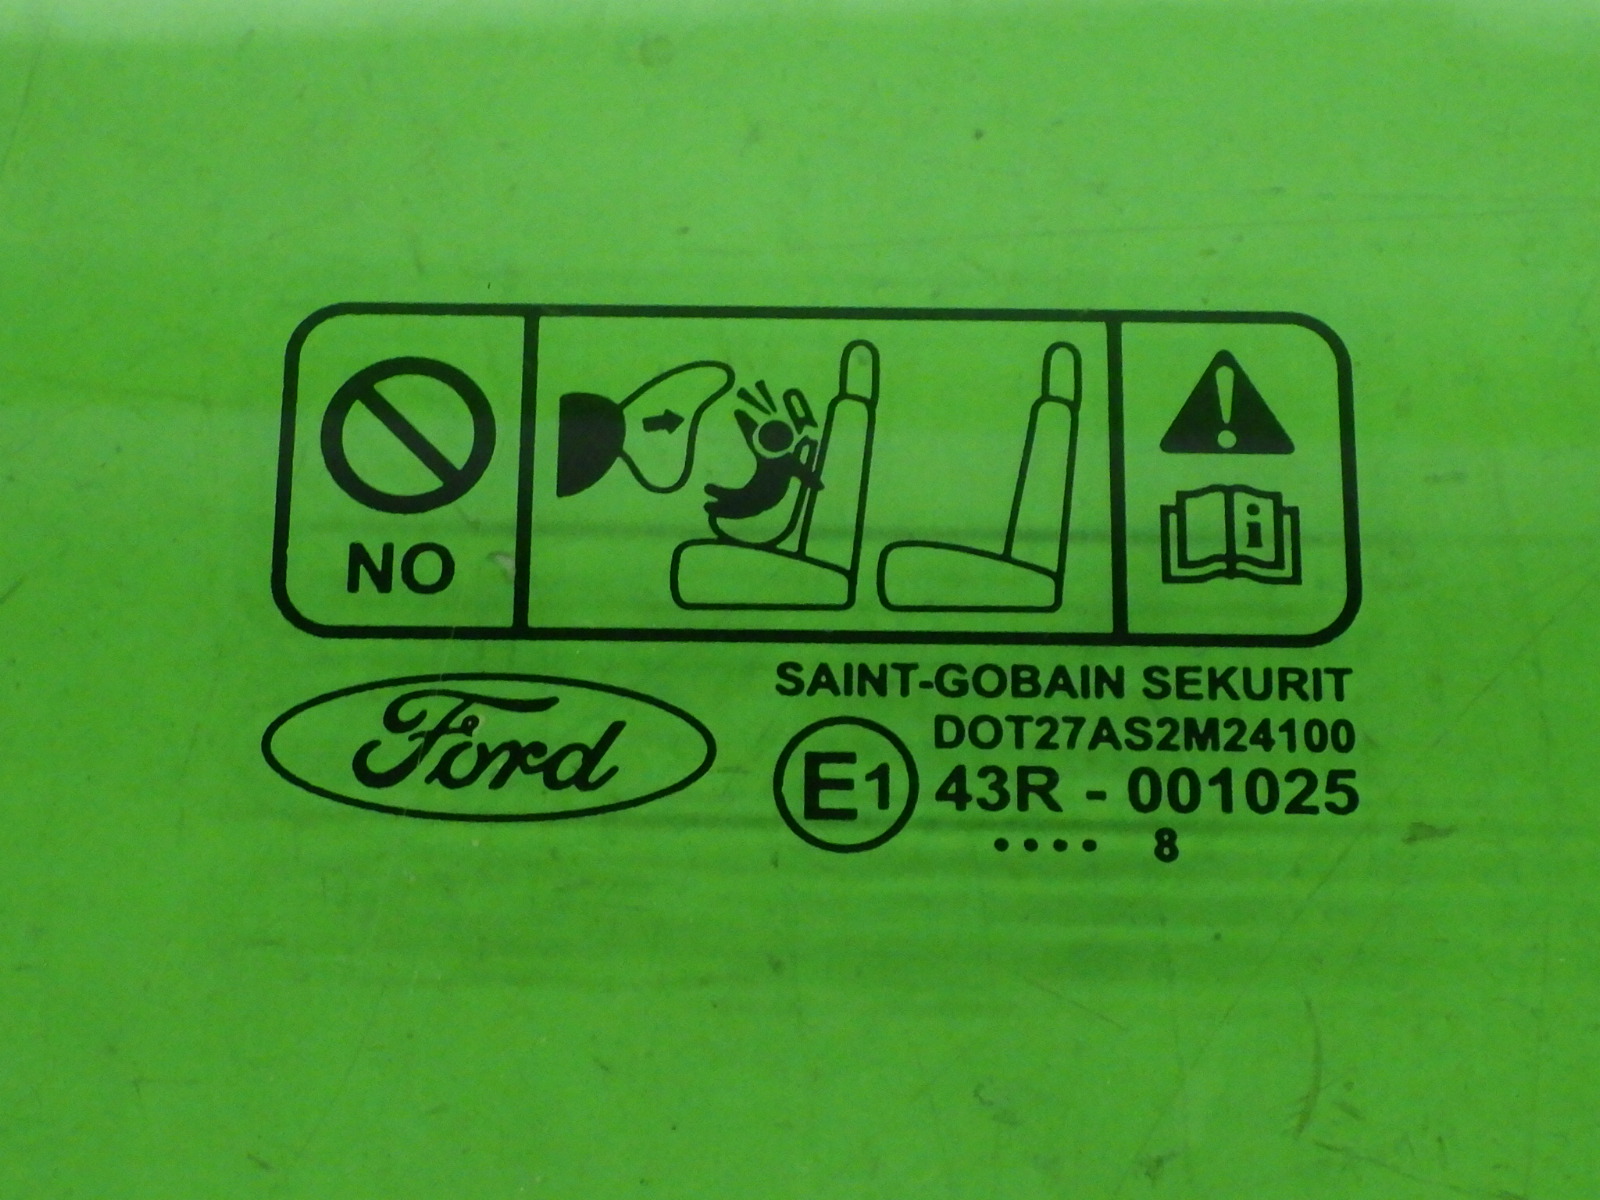 NO
i
Ford
SAINT-GOBAIN SEKURIT
DOT27AS2M24100
E1 43R - 001025
.... 8